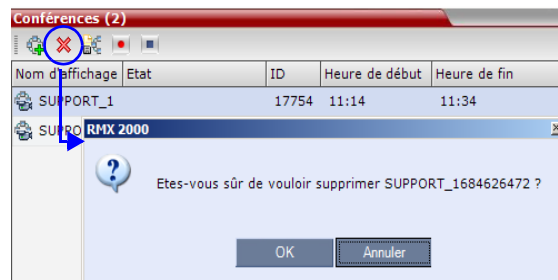 Conférences (2)
Nom d'affichage Etat ID Heure de début Heure de fin
SUPPORT_1 17754 11:14 11:34
SUPPO
RMX 2000
Etes-vous sûr de vouloir supprimer SUPPORT_1684626472 ?
OK Annuler